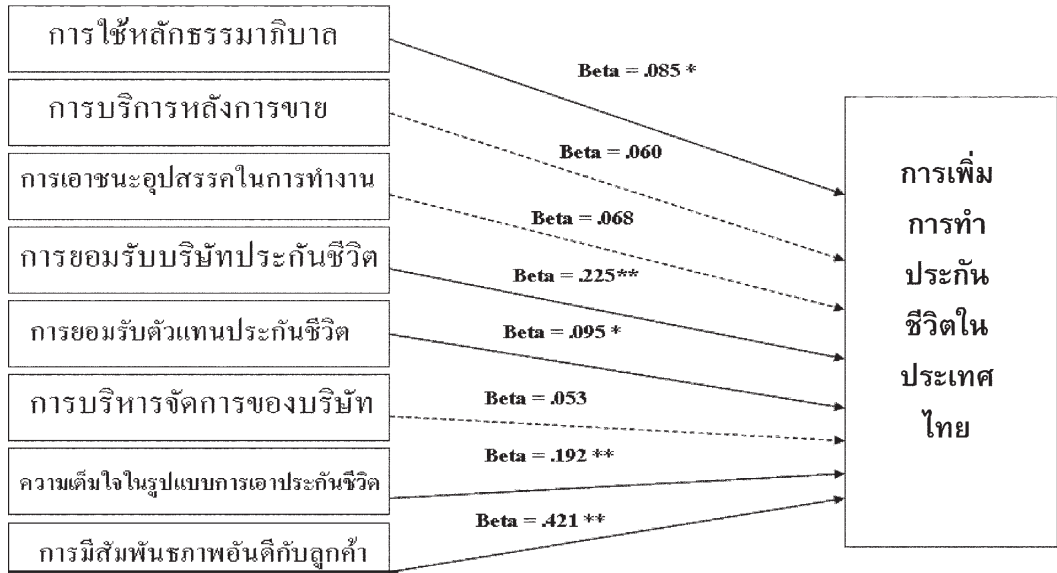 การใช้หลักธรรมาภิบาล
Beta = .085 *
การบริการหลังการขาย
Beta = .060
การเอาชนะอุปสรรคในการทำงาน
Beta = .068
การยอมรับบริษัทประกันชีวิต
Beta = .225**
การยอมรับตัวแทนประกันชีวิต
Beta = .095 *
การบริหารจัดการของบริษัท
Beta = .053
ความเต็มใจในรูปแบบการเอาประกันชีวิต
Beta = .192 **
การมีสัมพันธภาพอันดีกับลูกค้า
Beta = .421 **
การเพิ่ม
การทำ
ประกัน
ชีวิตใน
ประเทศ
ไทย